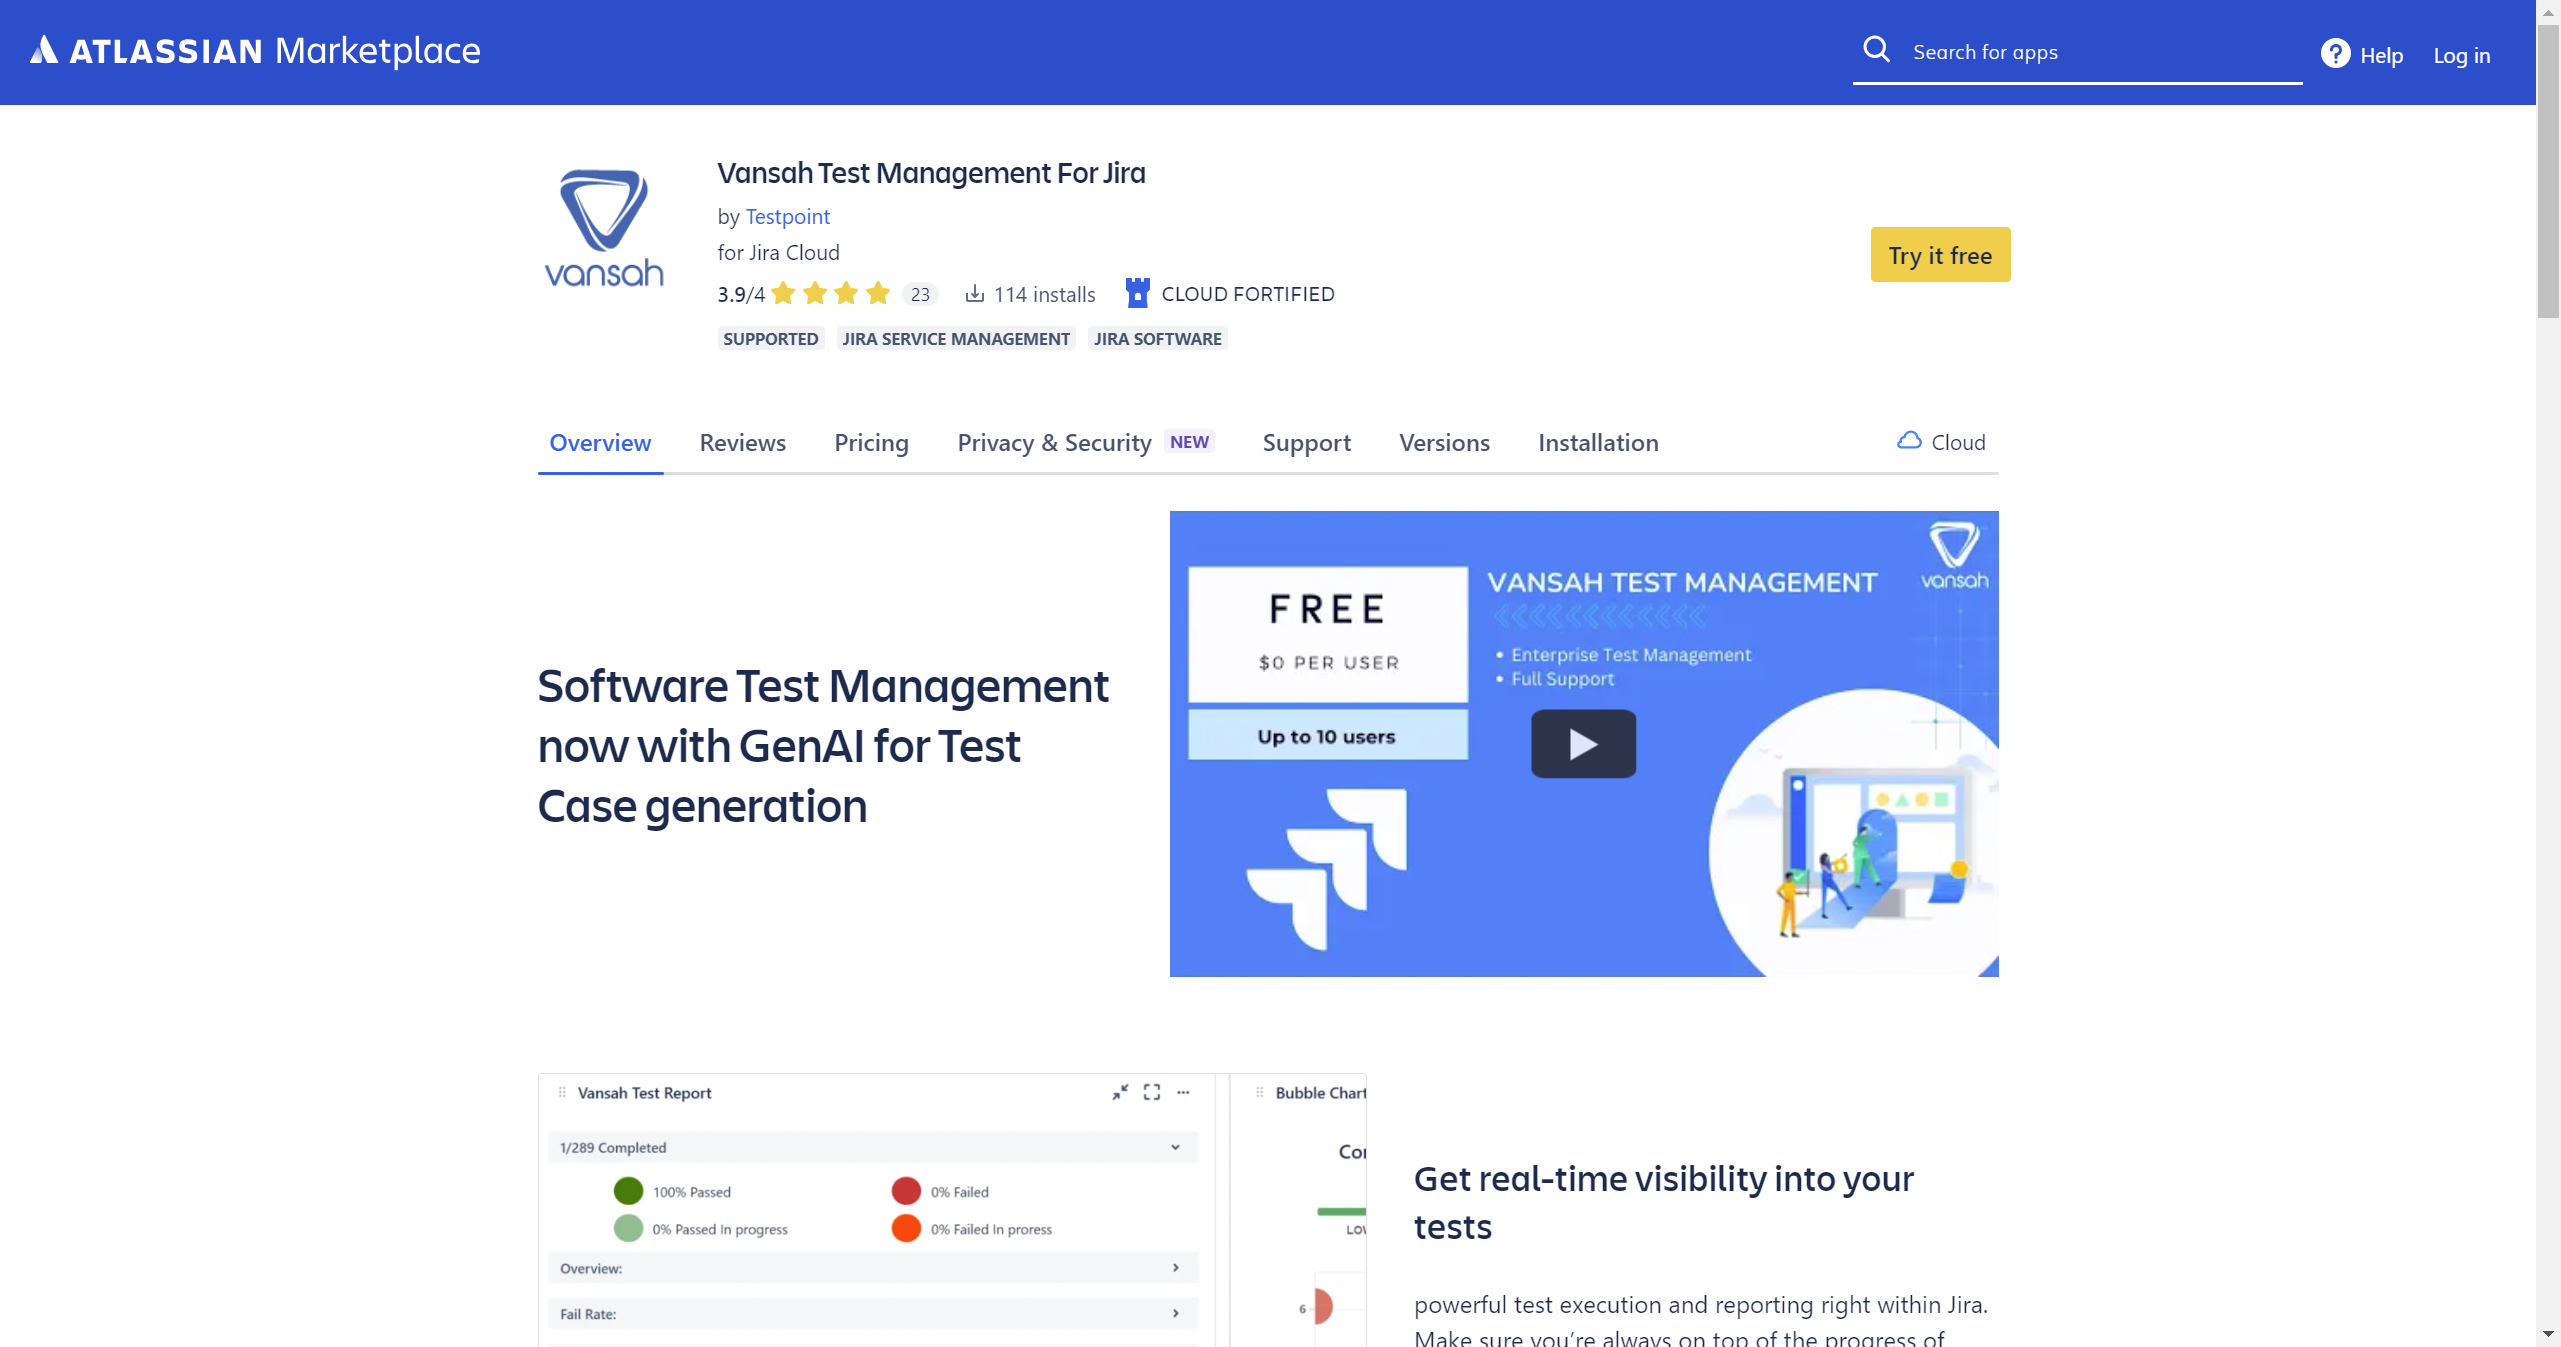 ATLASSIAN Marketplace
Search for apps
? Help
Log in
vansah
Vansah Test Management For Jira
by Testpoint
for Jira Cloud
3.9/4 23 114 installs CLOUD FORTIFIED
SUPPORTED JIRA SERVICE MANAGEMENT JIRA SOFTWARE
Try it free
Overview Reviews Pricing Privacy & Security NEW Support Versions Installation Cloud
Software Test Management
now with GenAI for Test
Case generation
FREE
$0 PER USER
Up to 10 users
VANSAH TEST MANAGEMENT
• Enterprise Test Management
• Full Support
vansah
Vansah Test Report
1/289 Completed
100% Passed 0% Failed
0% Passed In progress 0% Failed In proress
Overview:
Fail Rate:
Bubble Chart
Cor
LOW
6
Get real-time visibility into your
tests
powerful test execution and reporting right within Jira.
Make sure you’re always on top of the progress of